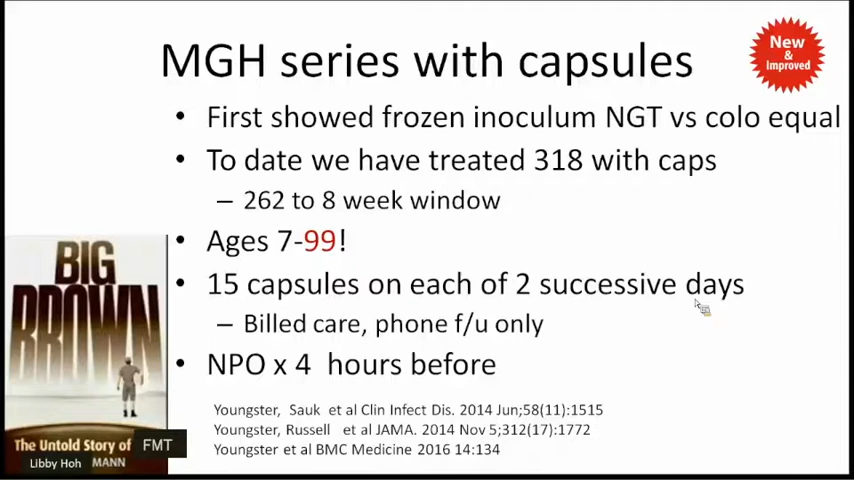 MGH series with capsules
New
&
Improved
• First showed frozen inoculum NGT vs colo equal
• To date we have treated 318 with caps
– 262 to 8 week window
• Ages 7-99!
• 15 capsules on each of 2 successive days
– Billed care, phone f/u only
• NPO x 4 hours before
Youngster, Sauk et al Clin Infect Dis. 2014 Jun;58(11):1515
Youngster, Russell et al JAMA. 2014 Nov 5;312(17):1772
Youngster et al BMC Medicine 2016 14:134
BIG
BROWN
The Untold Story of FMT
Libby Hoh MANN